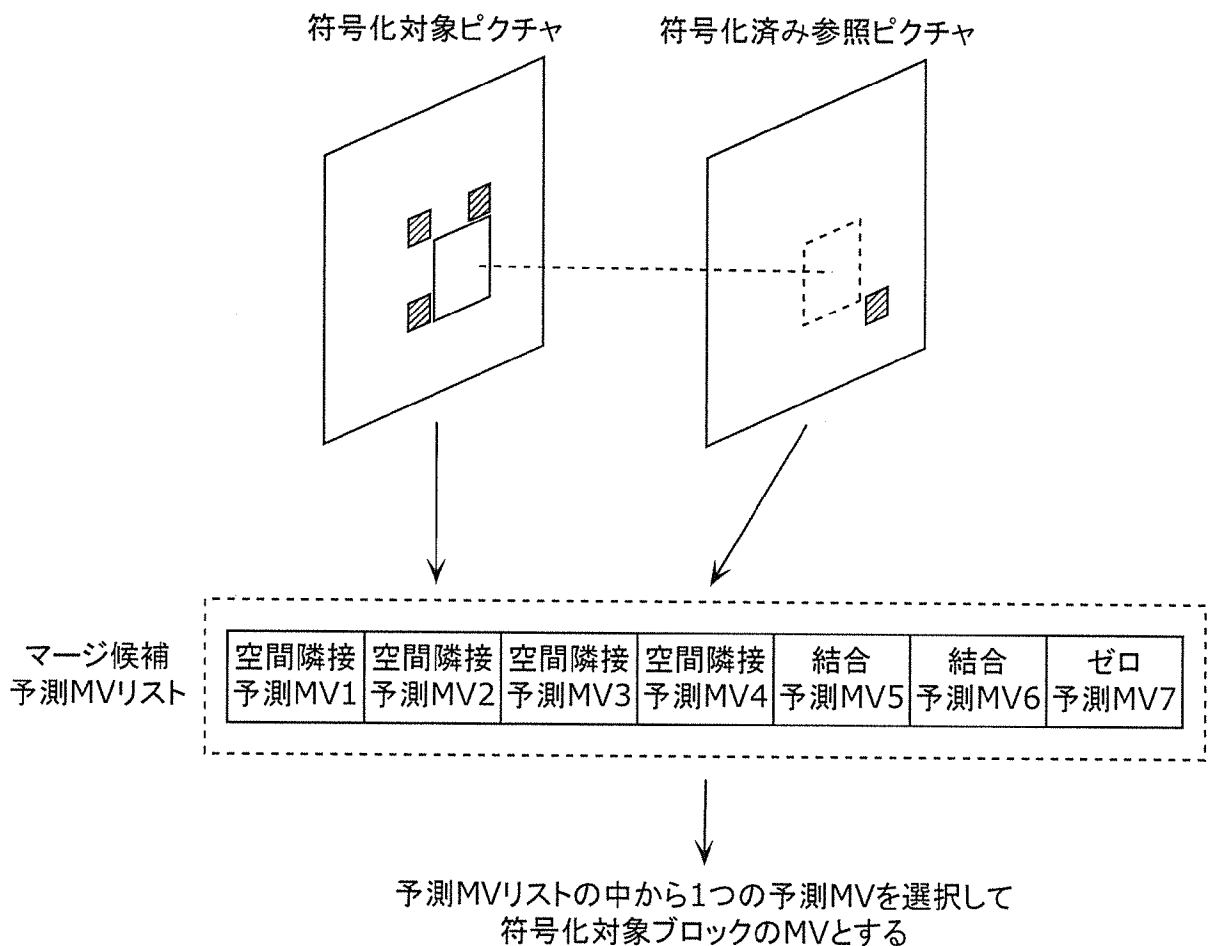 符号化対象ピクチャ
符号化済み参照ピクチャ
マージ候補
予測MVリスト
空間隣接
予測MV1
空間隣接
予測MV2
空間隣接
予測MV3
空間隣接
予測MV4
結合
予測MV5
結合
予測MV6
ゼロ
予測MV7
予測MVリストの中から1つの予測MVを選択して
符号化対象ブロックのMVとする